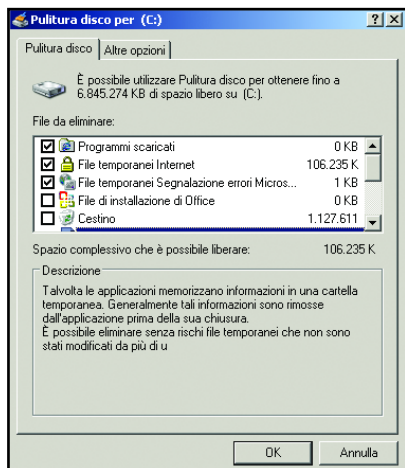 Pulitura disco per (C:)
Pulitura disco
Altre opzioni
È possibile utilizzare Pulitura disco per ottenere fino a
6.845.274 KB di spazio libero su (C:).
File da eliminare:
Programmi scaricati 0 KB
File temporanei Internet 106.235 K
File temporanei Segnalazione errori Micros... 1 KB
File di installazione di Office 0 KB
Cestino 1.127.611
Spazio complessivo che è possibile liberare: 106.235 K
Descrizione
Talvolta le applicazioni memorizzano informazioni in una cartella
temporanea. Generalmente tali informazioni sono rimosse
dall'applicazione prima della sua chiusura.
È possibile eliminare senza rischi file temporanei che non sono
stati modificati da più di u
OK
Annulla